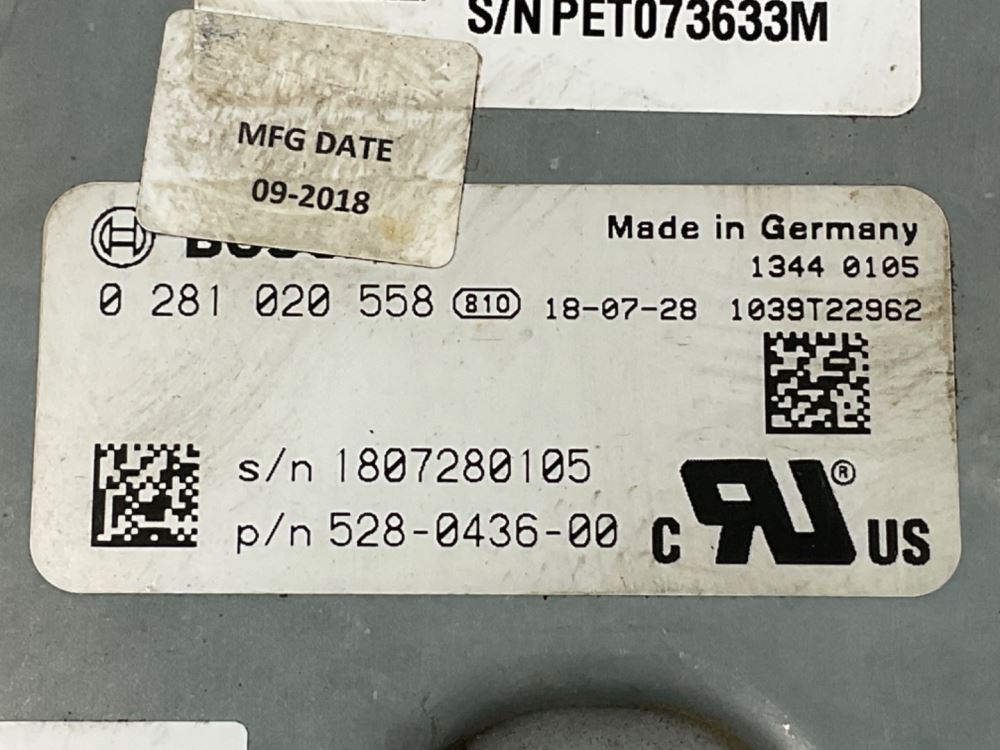 S/N PET073633M
MFG DATE
09-2018
Made in Germany
1344 0105
0 281 020 558 810 18-07-28 1039T22962
s/n 1807280105
p/n 528-0436-00
C RU ® US